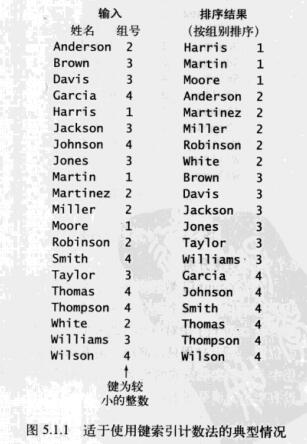 输入 排序结果
姓名 组号 （按组别排序）
Anderson 2 Harris 1
Brown 3 Martin 1
Davis 3 Moore 1
Garcia 4 Anderson 2
Harris 1 Martinez 2
Jackson 3 Miller 2
Johnson 4 Robinson 2
Jones 3 White 2
Martin 1 Brown 3
Martinez 2 Davis 3
Miller 2 Jackson 3
Moore 1 Jones 3
Robinson 2 Taylor 3
Smith 4 Williams 3
Taylor 3 Garcia 4
Thomas 4 Johnson 4
Thompson 4 Smith 4
White 2 Thomas 4
Williams 3 Thompson 4
Wilson 4 Wilson 4
↑
键为较
小的整数
图 5.1.1 适于使用键索引计数法的典型情况